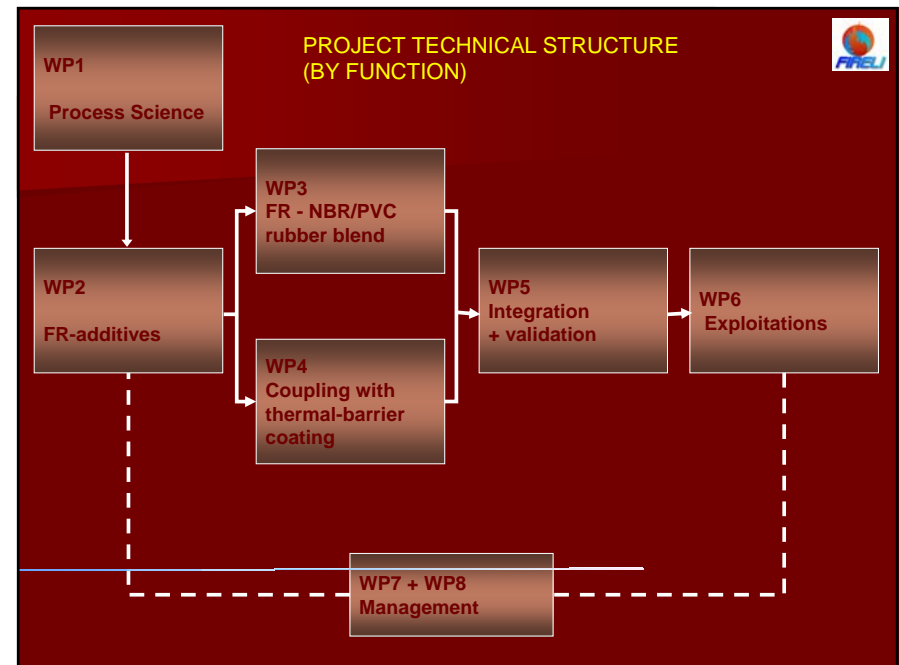 PROJECT TECHNICAL STRUCTURE
(BY FUNCTION)
FIRELI
WP1
Process Science
WP2
FR-additives
WP3
FR - NBR/PVC
rubber blend
WP4
Coupling with
thermal-barrier
coating
WP5
Integration
+ validation
WP6
Exploitations
WP7 + WP8
Management